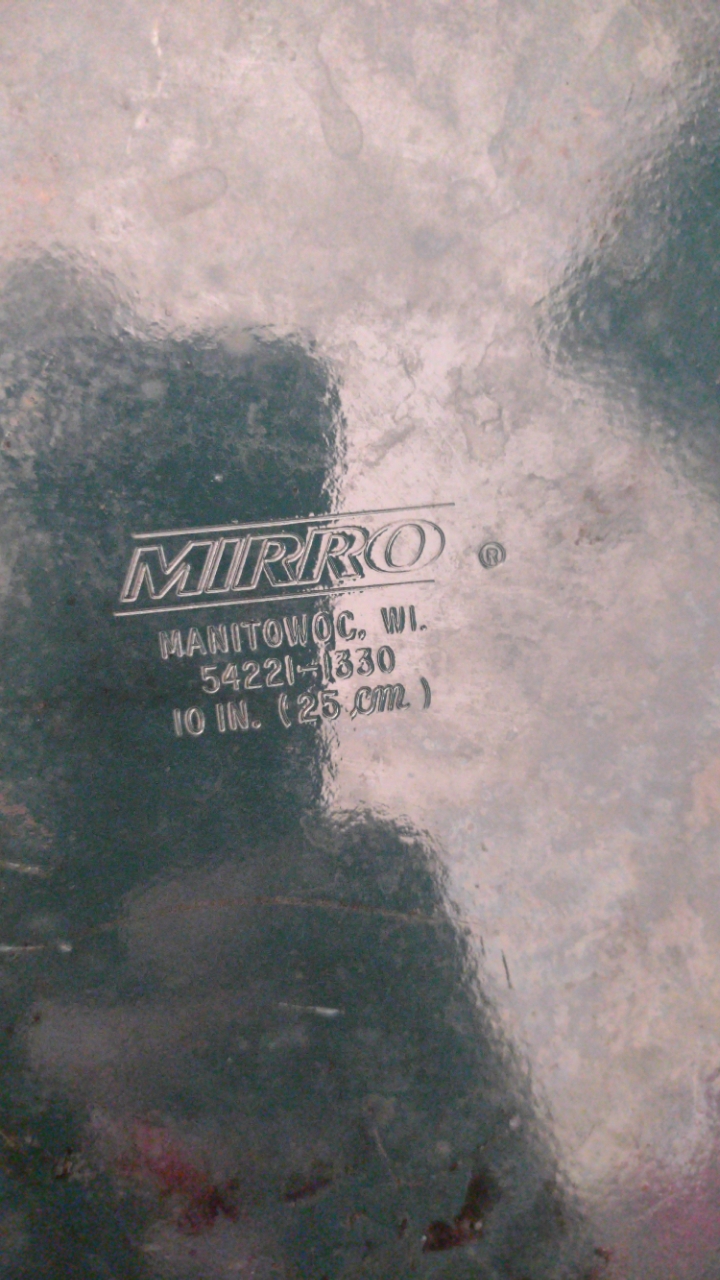 MIRRO ®
MANITOWOC, WI.
54221-1330
10 IN. (25 cm.)